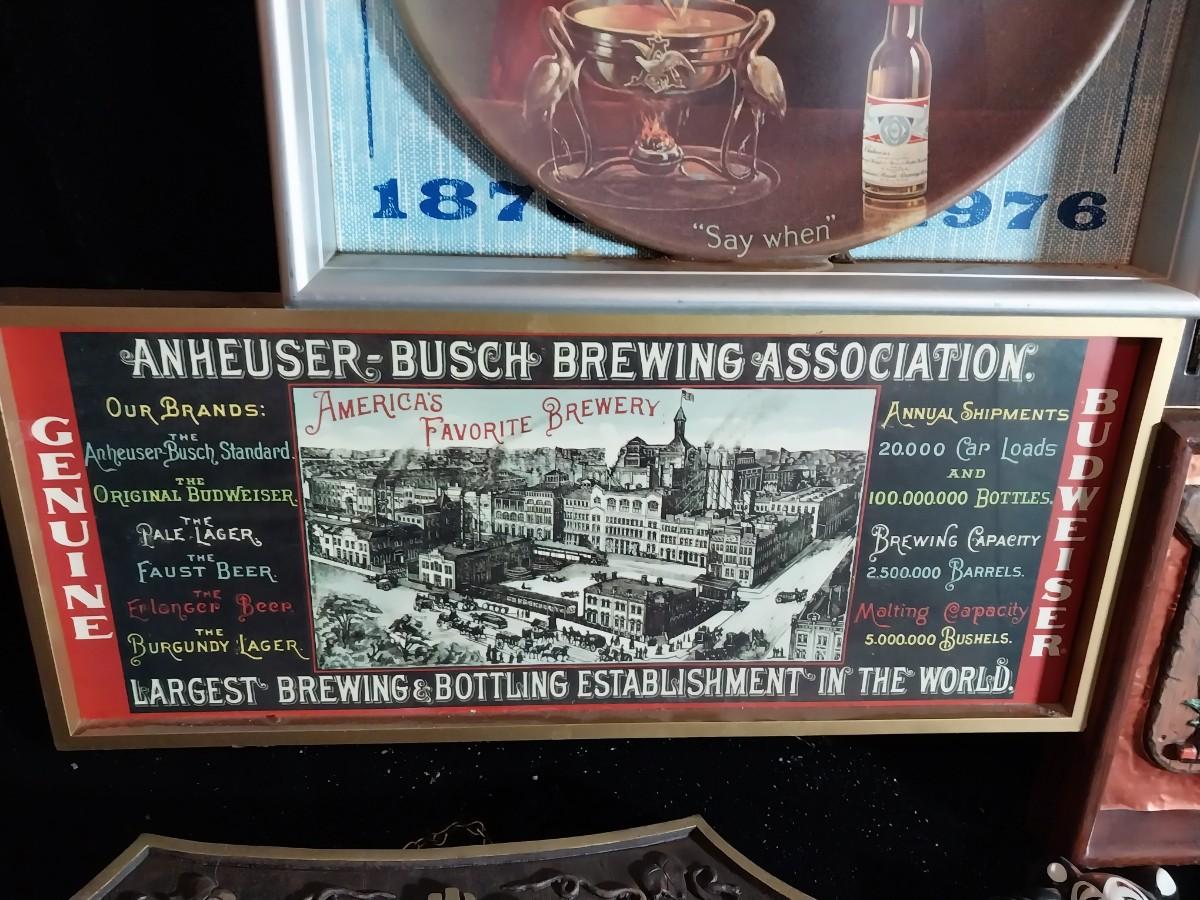 1976
"Say when"
Budweiser
ANHEUSER-BUSCH BREWING ASSOCIATION.
GENUINE
OUR BRANDS:
THE
Anheuser-Busch Standard.
THE
ORIGINAL BUDWEISER.
THE
PALE LAGER,
THE
FAUST BEER.
THE
Erlanger Beer.
THE
BURGUNDY LAGER.
AMERICA'S
FAVORITE BREWERY
ANNUAL SHIPMENTS
20.000 Car Loads
AND
100.000.000 BOTTLES.
BREWING CAPACITY
2.500.000 BARRELS.
Malting Capacity
5.000.000 BUSHELS.
BUDWEISER
LARGEST BREWING & BOTTLING ESTABLISHMENT IN THE WORLD.